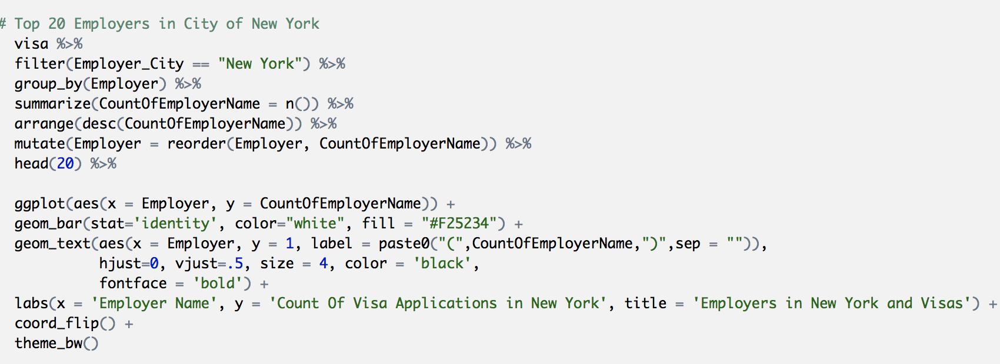 # Top 20 Employers in City of New York
visa %>%
filter(Employer_City == "New York") %>%
group_by(Employer) %>%
summarize(CountOfEmployerName = n()) %>%
arrange(desc(CountOfEmployerName)) %>%
mutate(Employer = reorder(Employer, CountOfEmployerName)) %>%
head(20) %>%
ggplot(aes(x = Employer, y = CountOfEmployerName)) +
geom_bar(stat='identity', color="white", fill = "#F25234") +
geom_text(aes(x = Employer, y = 1, label = paste0("(",CountOfEmployerName,")",sep = "")),
hjust=0, vjust=.5, size = 4, color = 'black',
fontface = 'bold') +
labs(x = 'Employer Name', y = 'Count Of Visa Applications in New York', title = 'Employers in New York and Visas') +
coord_flip() +
theme_bw()